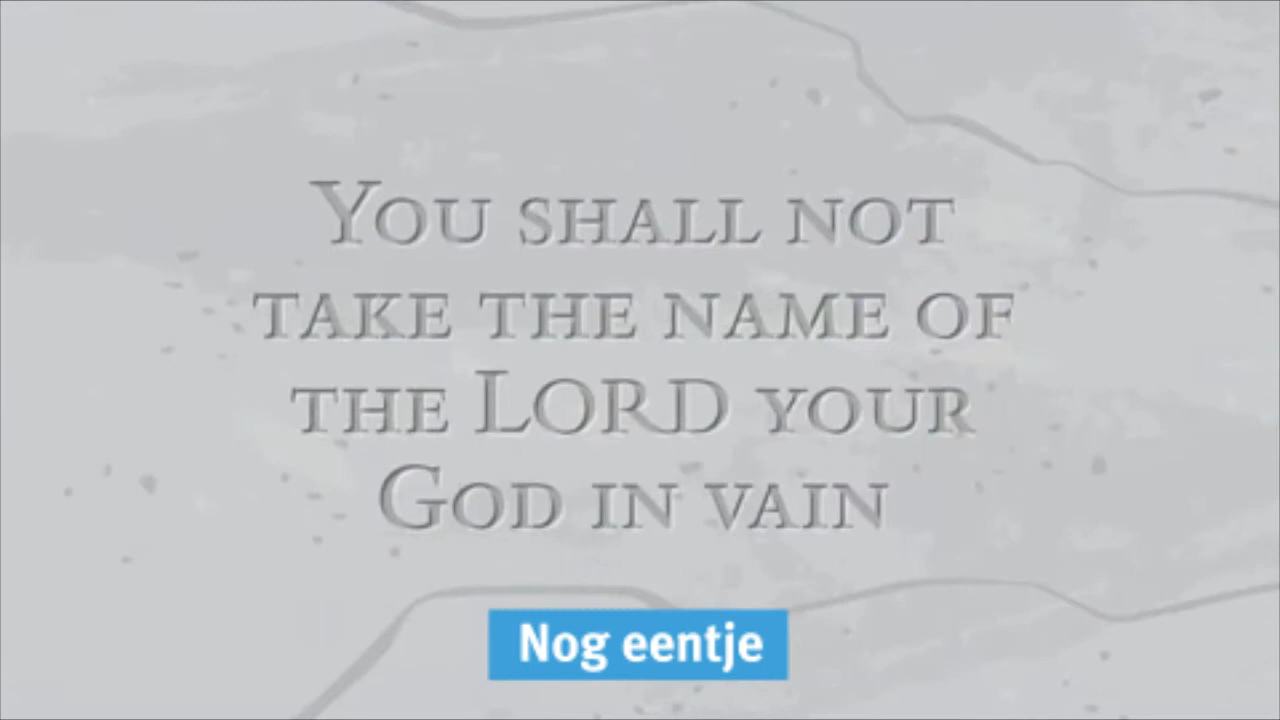 You shall not
take the name of
the LORD your
God in vain
Nog eentje